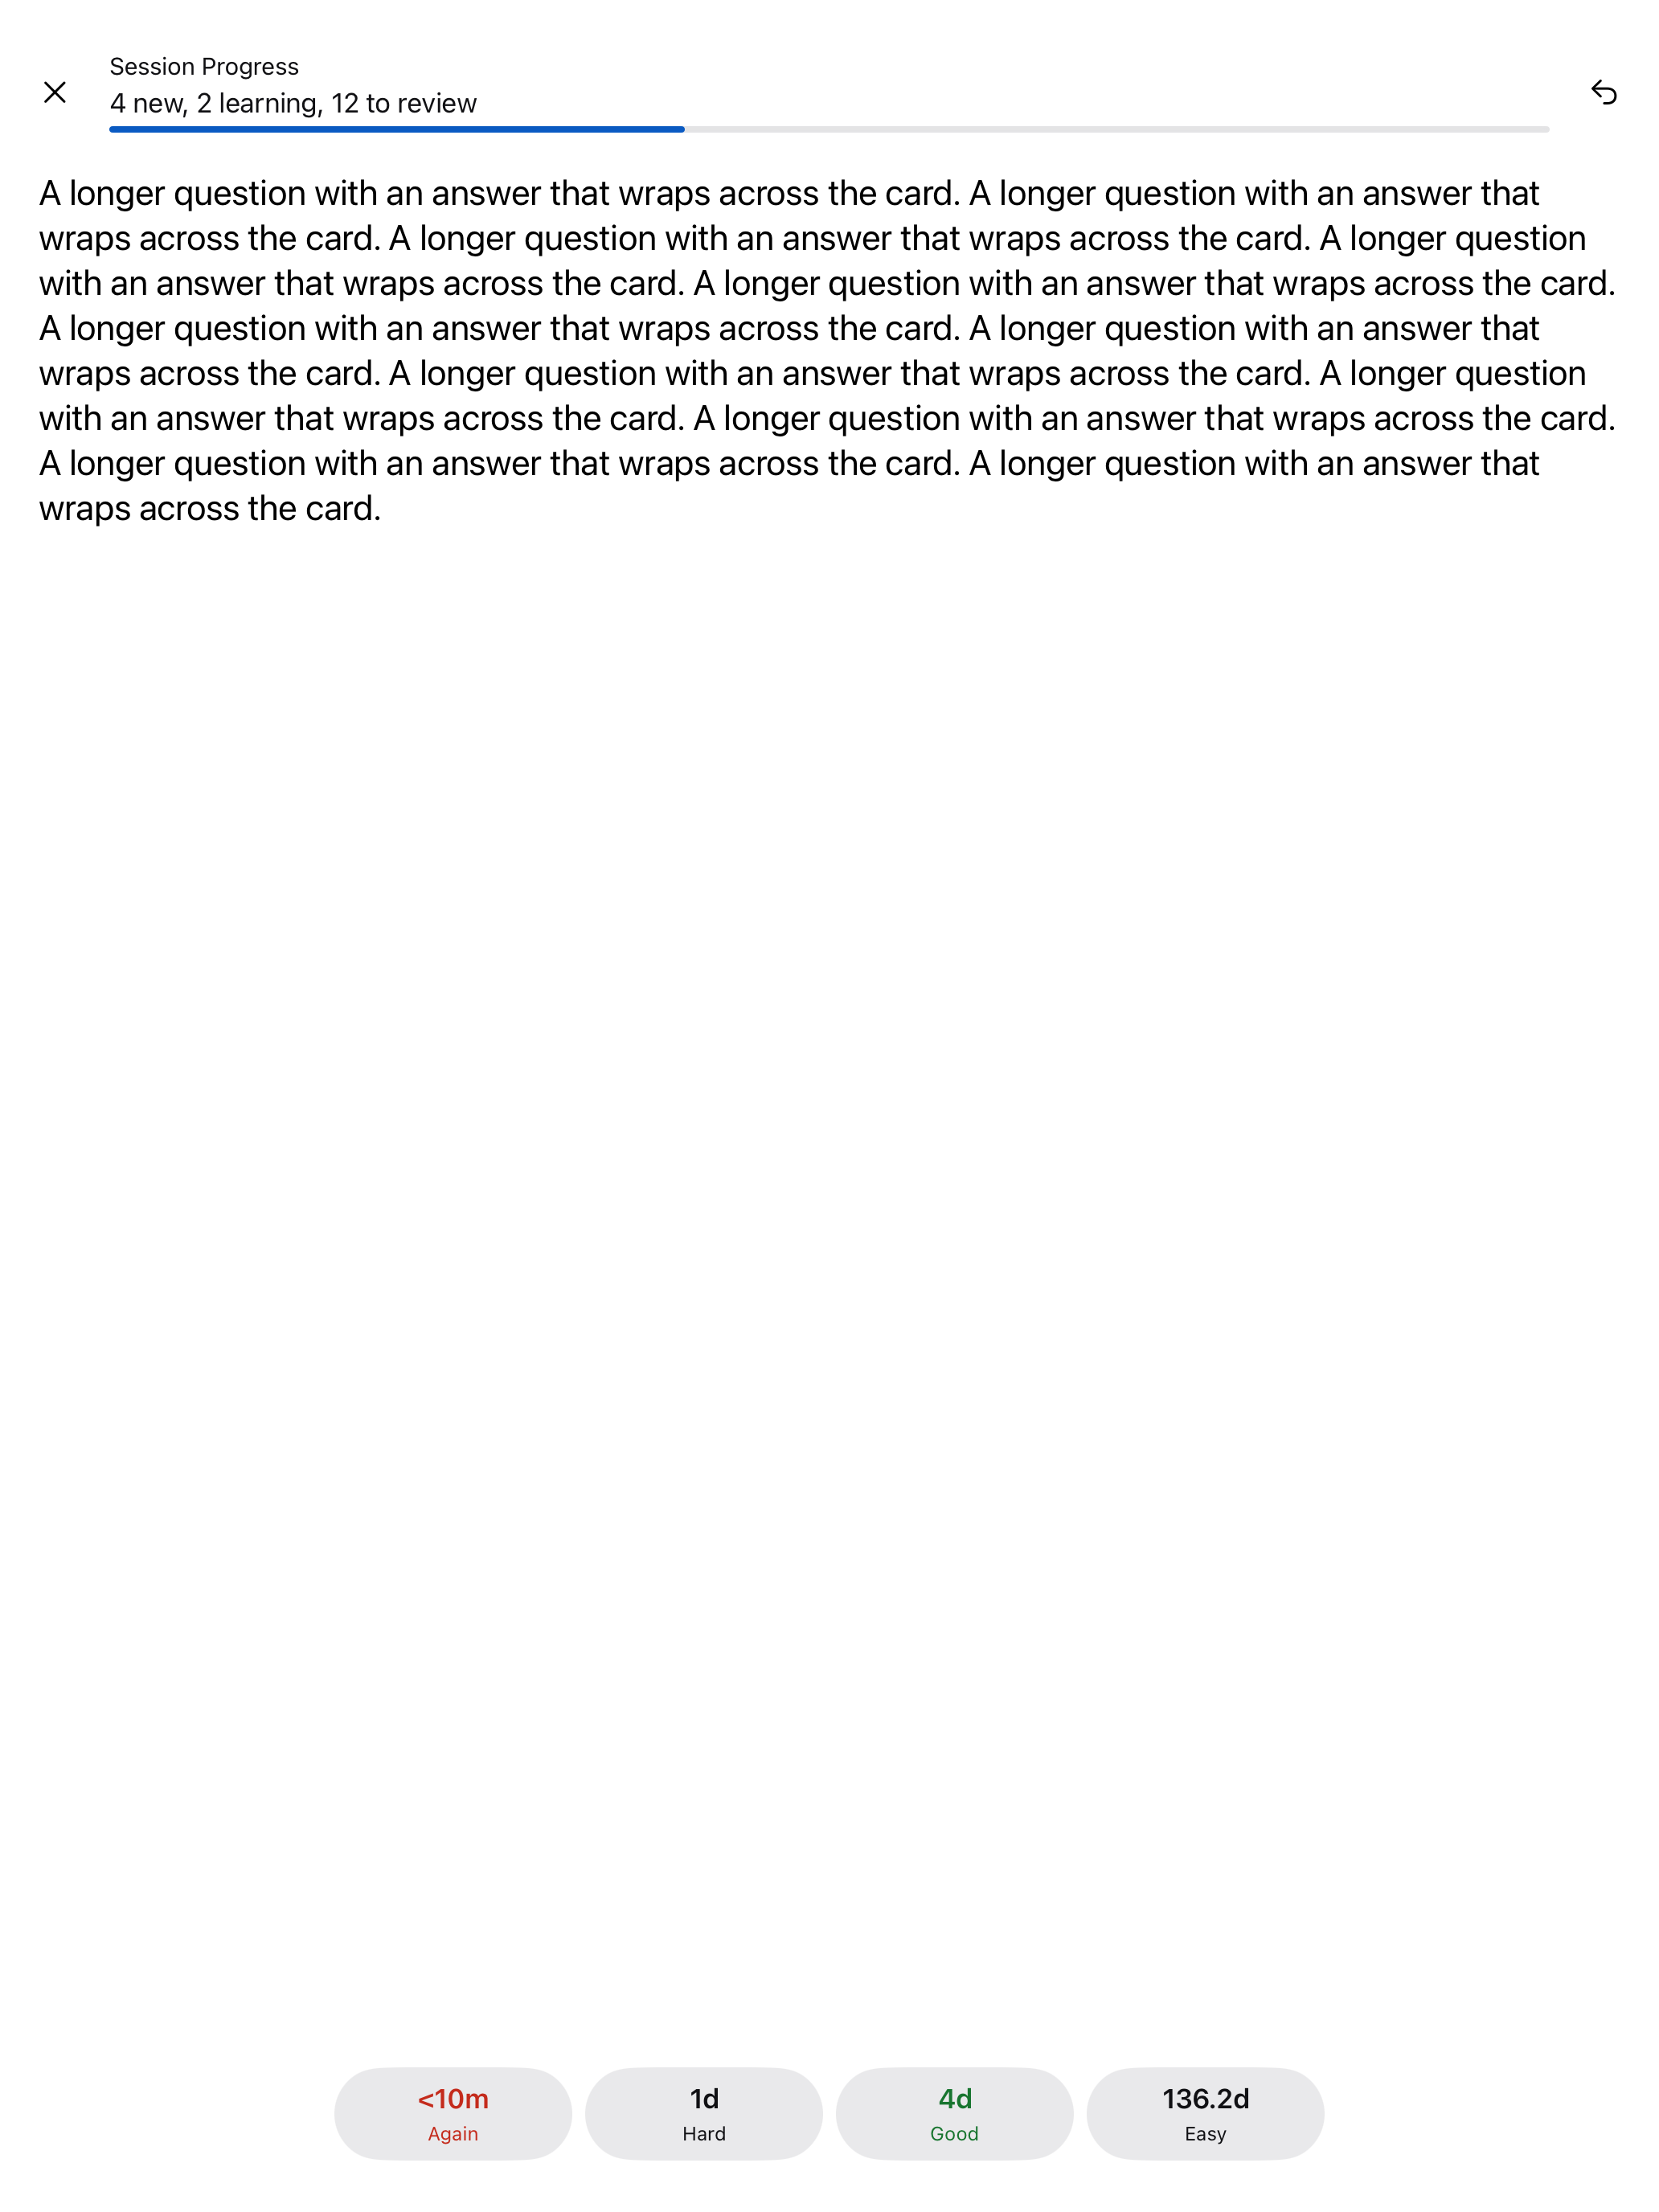 Session Progress
4 new, 2 learning, 12 to review
A longer question with an answer that wraps across the card. A longer question with an answer that
wraps across the card. A longer question with an answer that wraps across the card. A longer question
with an answer that wraps across the card. A longer question with an answer that wraps across the card.
A longer question with an answer that wraps across the card. A longer question with an answer that
wraps across the card. A longer question with an answer that wraps across the card. A longer question
with an answer that wraps across the card. A longer question with an answer that wraps across the card.
A longer question with an answer that wraps across the card. A longer question with an answer that
wraps across the card.
<10m
Again
1d
Hard
4d
Good
136.2d
Easy